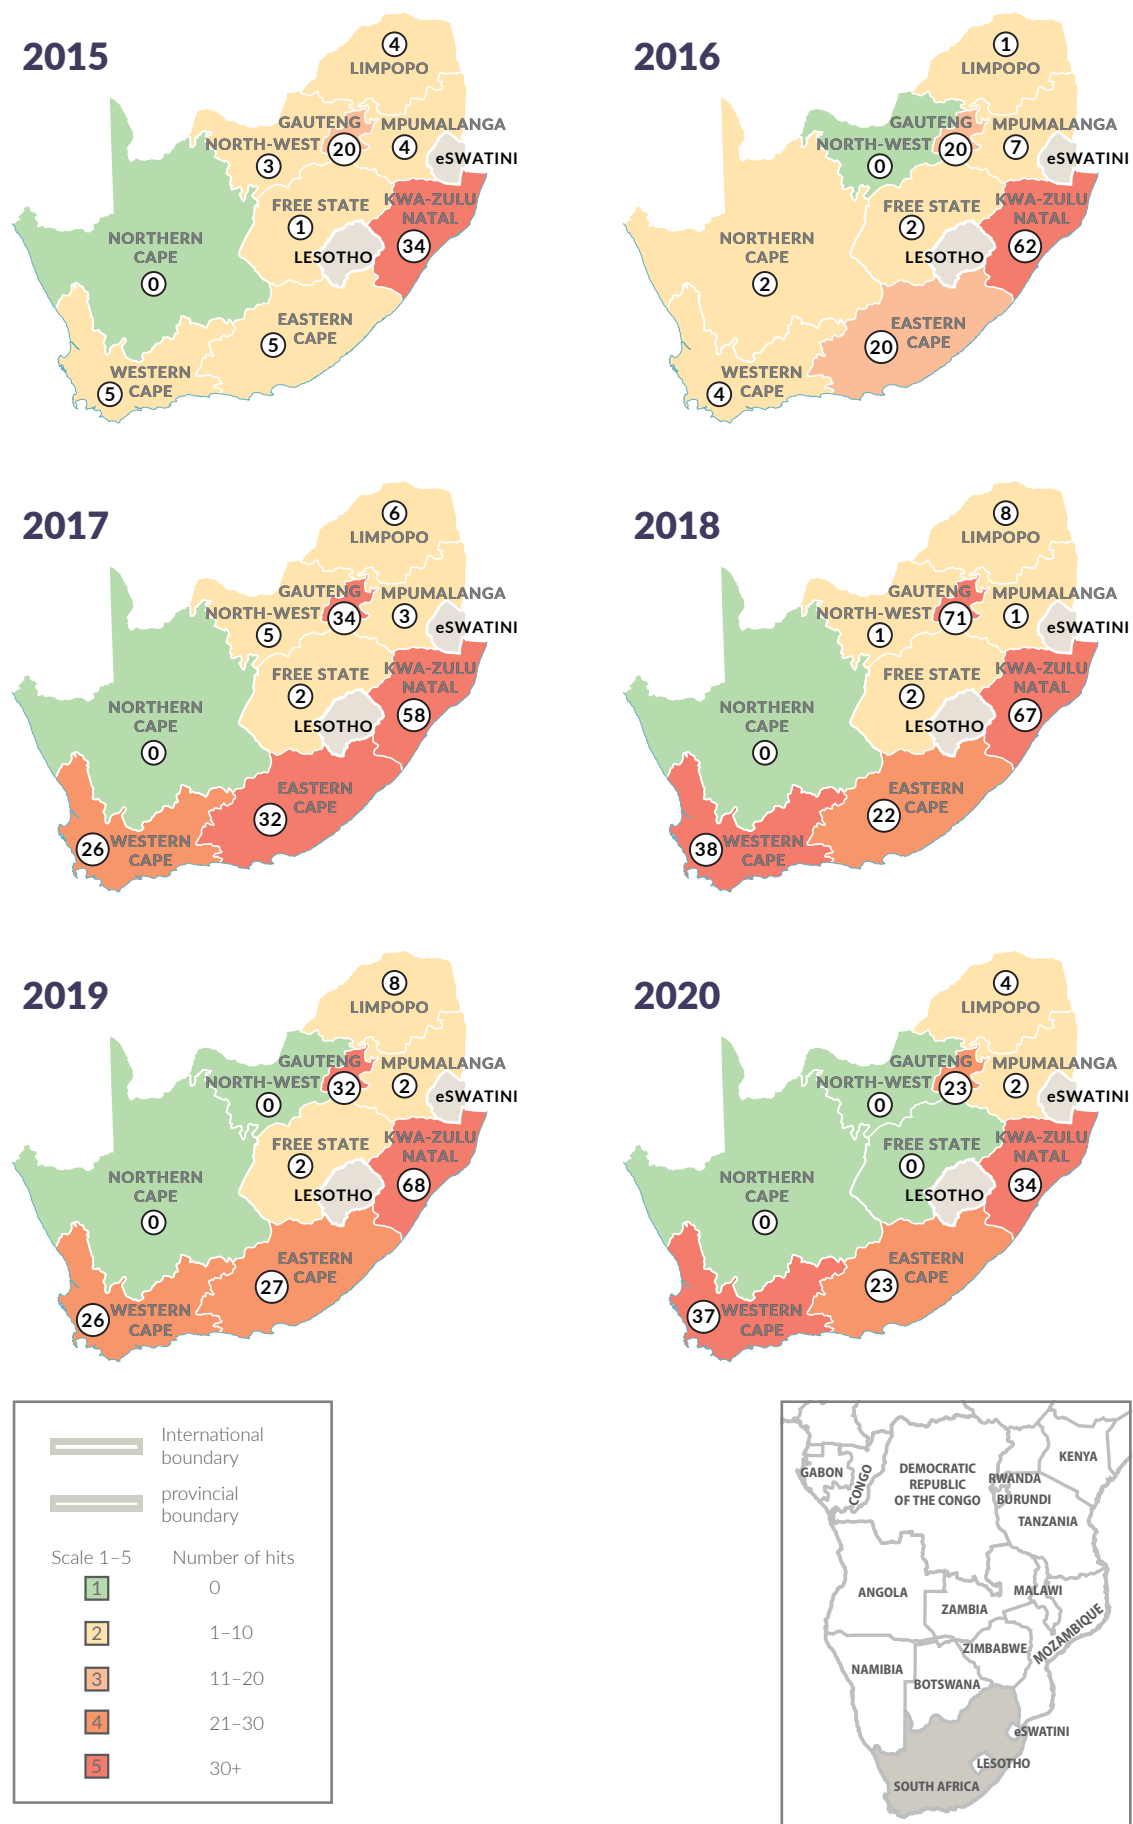 2015
4
LIMPOPO
GAUTENG
MPUMALANGA
NORTH-WEST
20
4
3
eSWATINI
FREE STATE
KWA-ZULU
NATAL
1
34
NORTHERN
CAPE
LESOTHO
0
EASTERN
CAPE
5
WESTERN
CAPE
5
2016
1
LIMPOPO
GAUTENG
MPUMALANGA
NORTH-WEST
20
7
0
eSWATINI
FREE STATE
KWA-ZULU
NATAL
2
62
NORTHERN
CAPE
LESOTHO
2
EASTERN
CAPE
20
WESTERN
CAPE
4
2017
6
LIMPOPO
GAUTENG
MPUMALANGA
NORTH-WEST
34
3
5
eSWATINI
FREE STATE
KWA-ZULU
NATAL
2
58
NORTHERN
CAPE
LESOTHO
0
EASTERN
CAPE
32
WESTERN
CAPE
26
2018
8
LIMPOPO
GAUTENG
MPUMALANGA
NORTH-WEST
71
1
1
eSWATINI
FREE STATE
KWA-ZULU
NATAL
2
67
NORTHERN
CAPE
LESOTHO
0
EASTERN
CAPE
22
WESTERN
CAPE
38
2019
8
LIMPOPO
GAUTENG
MPUMALANGA
NORTH-WEST
32
2
0
eSWATINI
FREE STATE
KWA-ZULU
NATAL
2
68
NORTHERN
CAPE
LESOTHO
0
EASTERN
CAPE
27
WESTERN
CAPE
26
2020
4
LIMPOPO
GAUTENG
MPUMALANGA
NORTH-WEST
23
2
0
eSWATINI
FREE STATE
KWA-ZULU
NATAL
0
34
NORTHERN
CAPE
LESOTHO
0
EASTERN
CAPE
23
WESTERN
CAPE
37
International
boundary
provincial
boundary
Scale 1–5 Number of hits
1 0
2 1–10
3 11–20
4 21–30
5 30+
KENYA
GABON
CONGO
DEMOCRATIC
REPUBLIC
OF THE CONGO
RWANDA
BURUNDI
TANZANIA
ANGOLA
MALAWI
ZAMBIA
MOZAMBIQUE
ZIMBABWE
NAMIBIA
BOTSWANA
eSWATINI
LESOTHO
SOUTH AFRICA